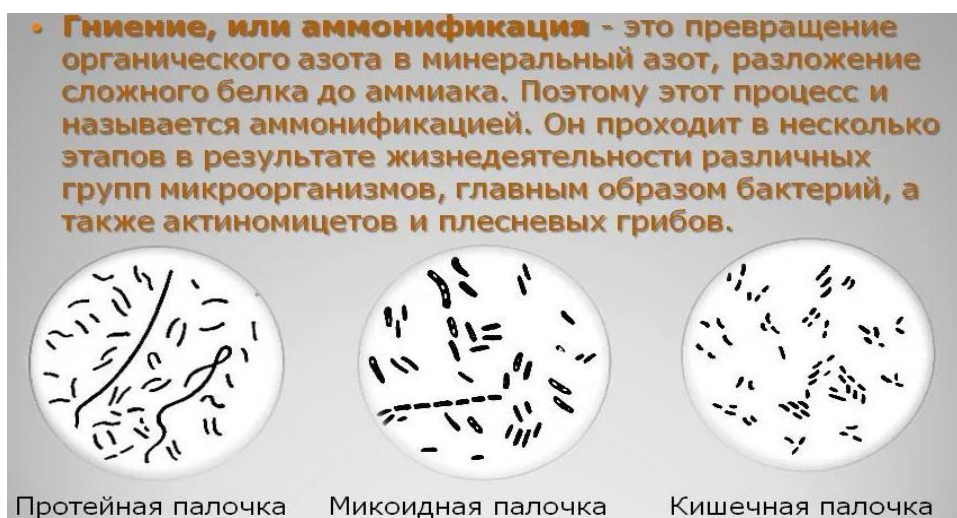 • Гниение, или аммонификация - это превращение
органического азота в минеральный азот, разложение
сложного белка до аммиака. Поэтому этот процесс и
называется аммонификацией. Он проходит в несколько
этапов в результате жизнедеятельности различных
групп микроорганизмов, главным образом бактерий, а
также актиномицетов и плесневых грибов.
Протейная палочка Микоидная палочка Кишечная палочка